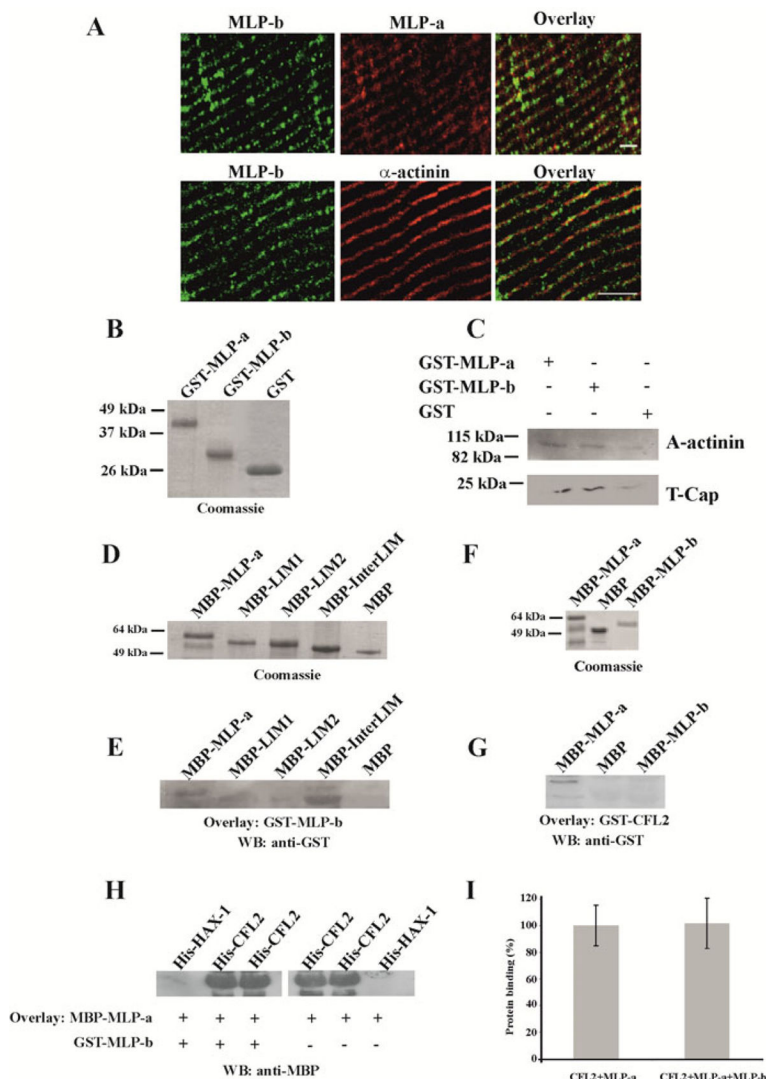 A
MLP-b MLP-a Overlay
MLP-b α-actinin Overlay
B
GST-MLP-a GST-MLP-b GST
49 kDa
37 kDa
26 kDa
Coomassie
C
GST-MLP-a + - -
GST-MLP-b - + -
GST - - +
115 kDa
82 kDa
A-actinin
25 kDa
T-Cap
D
MBP-MLP-a MBP-LIM1 MBP-LIM2 MBP-InterLIM MBP
64 kDa
49 kDa
Coomassie
F
MBP-MLP-a MBP MBP-MLP-b
64 kDa
49 kDa
Coomassie
E
MBP-MLP-a MBP-LIM1 MBP-LIM2 MBP-InterLIM MBP
Overlay: GST-MLP-b
WB: anti-GST
G
MBP-MLP-a MBP MBP-MLP-b
Overlay: GST-CFL2
WB: anti-GST
H
His-HAX-1 His-CFL2 His-CFL2 His-CFL2 His-CFL2 His-HAX-1
Overlay: MBP-MLP-a + + + + + +
GST-MLP-b + + + - - -
WB: anti-MBP
I
Protein binding (%)
120
100
80
60
40
20
0
CFL2+MLP-a CFL2+MLP-a+MLP-b